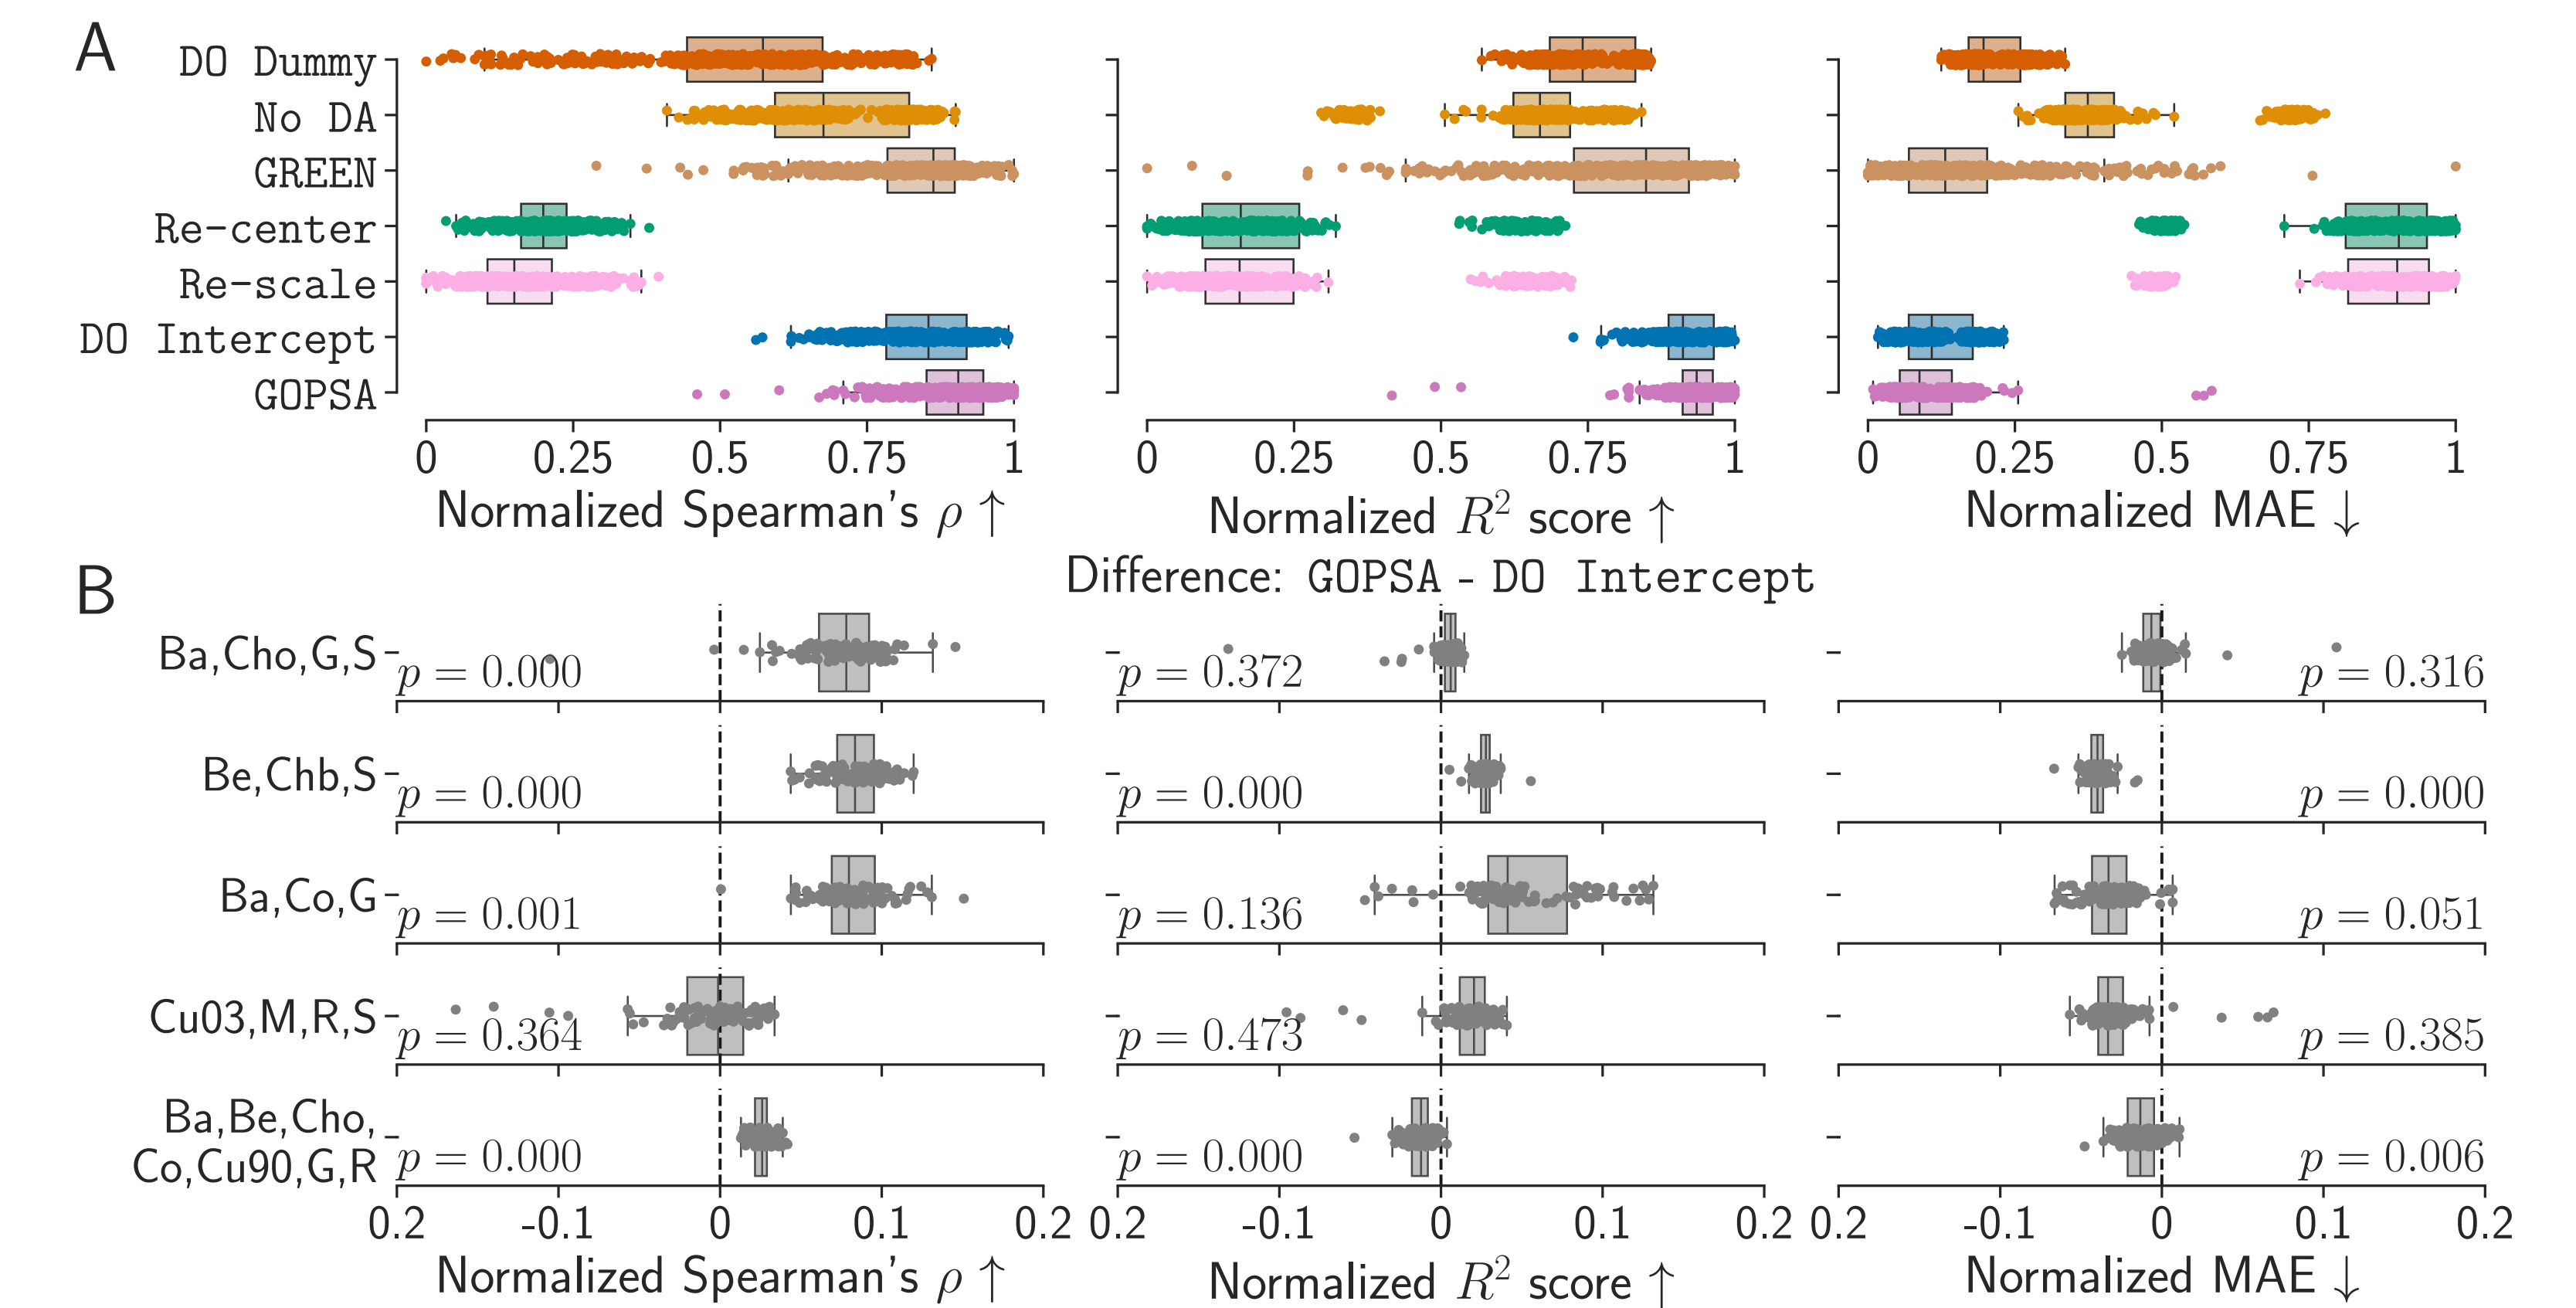 A
DO Dummy
No DA
GREEN
Re-center
Re-scale
DO Intercept
GOPSA
0 0.25 0.5 0.75 1
0 0.25 0.5 0.75 1
0 0.25 0.5 0.75 1
Normalized Spearman's ρ ↑
Normalized R² score ↑
Normalized MAE ↓
B
Difference: GOPSA - DO Intercept
Ba,Cho,G,S
p = 0.000
p = 0.372
p = 0.316
Be,Chb,S
p = 0.000
p = 0.000
p = 0.000
Ba,Co,G
p = 0.001
p = 0.136
p = 0.051
Cu03,M,R,S
p = 0.364
p = 0.473
p = 0.385
Ba,Be,Cho,
Co,Cu90,G,R
p = 0.000
p = 0.000
p = 0.006
0.2 -0.1 0 0.1 0.2
0.2 -0.1 0 0.1 0.2
0.2 -0.1 0 0.1 0.2
Normalized Spearman's ρ ↑
Normalized R² score ↑
Normalized MAE ↓